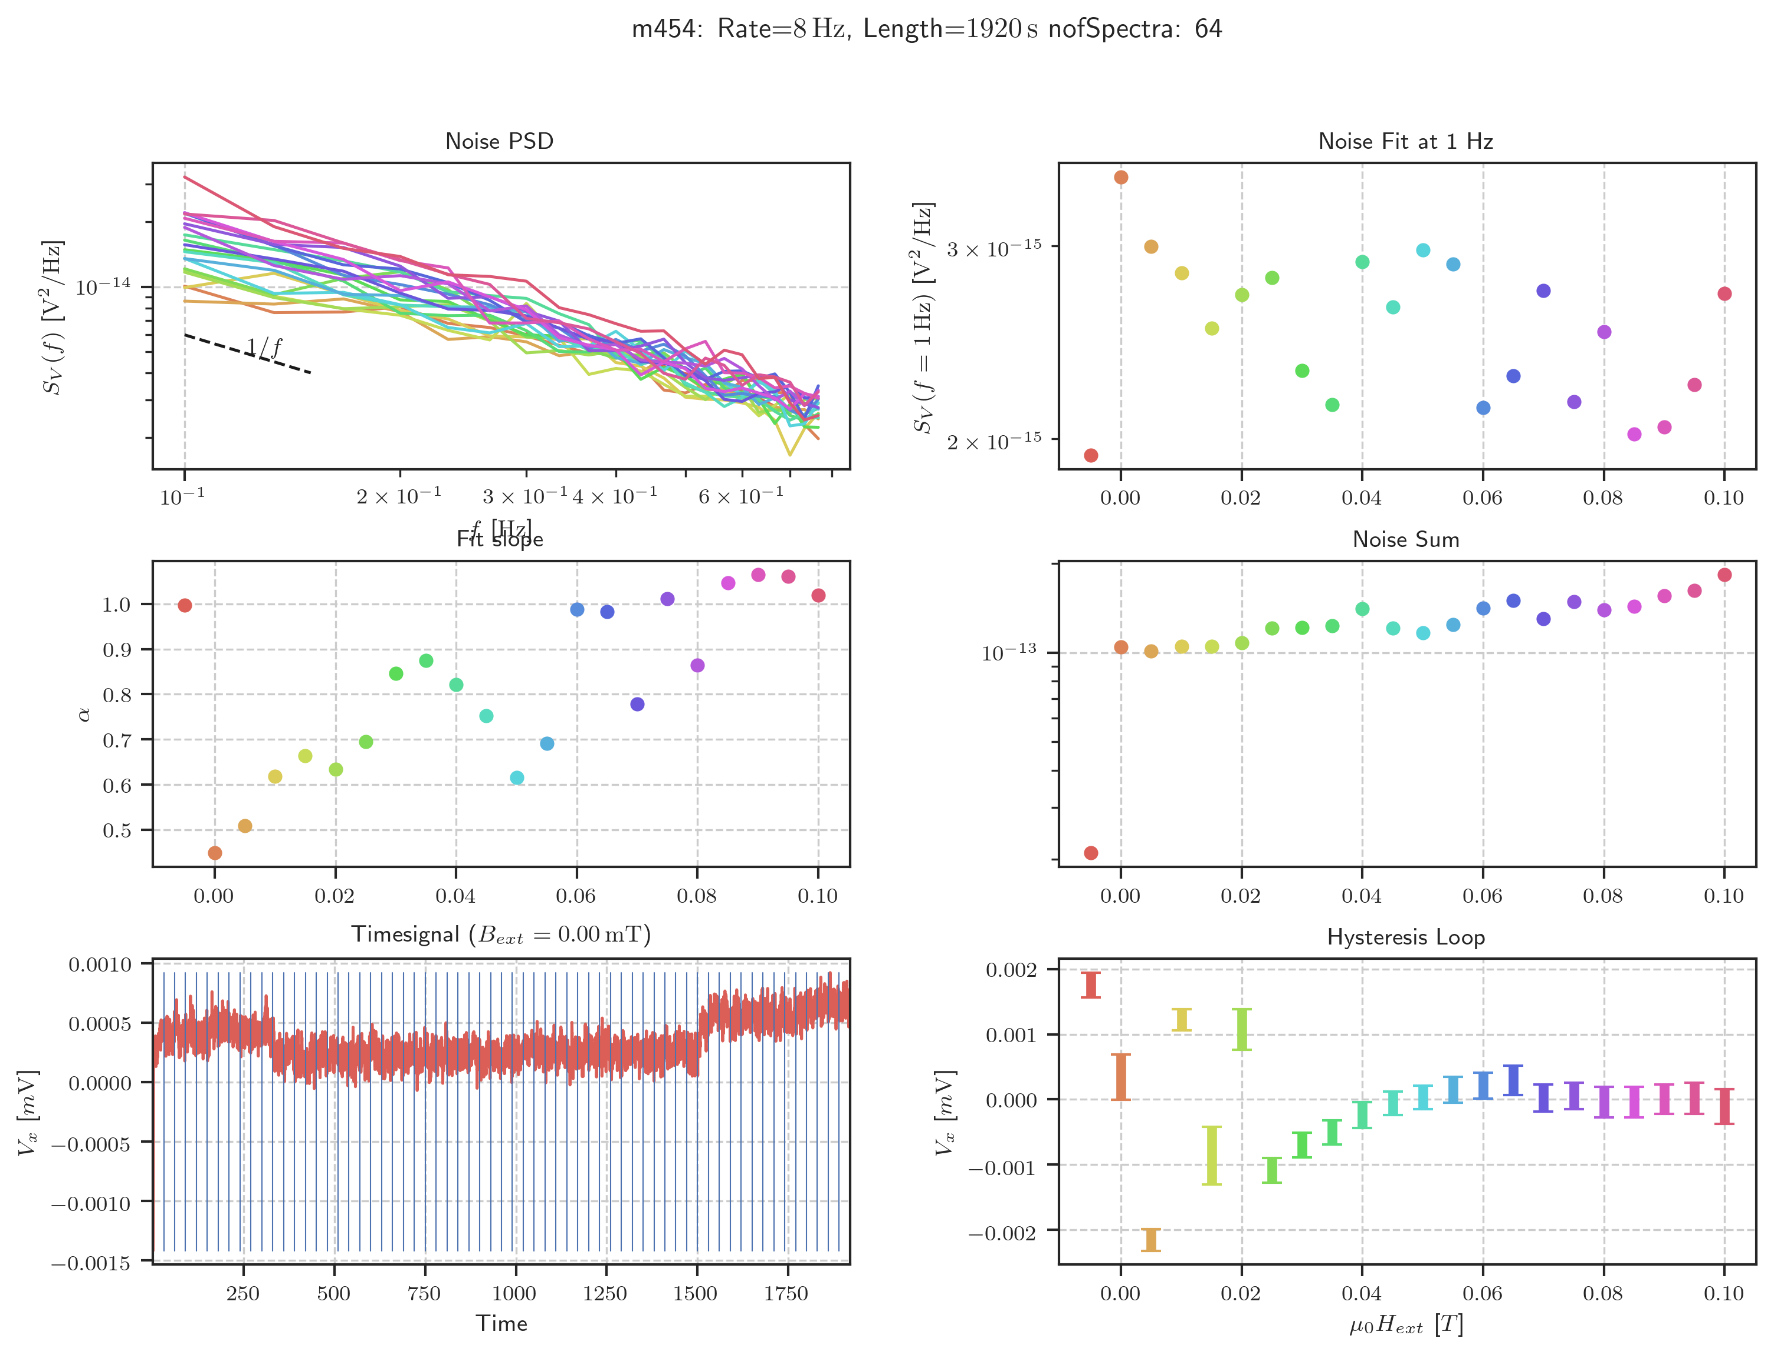 m454: Rate=8 Hz, Length=1920 s nofSpectra: 64
Noise PSD
S_V(f) [V²/Hz]
10⁻¹⁴
1/f
10⁻¹ 2 × 10⁻¹ 3 × 10⁻¹ 4 × 10⁻¹ 6 × 10⁻¹
f [Hz]
Noise Fit at 1 Hz
S_V(f = 1 Hz) [V²/Hz]
3 × 10⁻¹⁵
2 × 10⁻¹⁵
0.00 0.02 0.04 0.06 0.08 0.10
Fit slope
α
1.0
0.9
0.8
0.7
0.6
0.5
0.00 0.02 0.04 0.06 0.08 0.10
Noise Sum
10⁻¹³
0.00 0.02 0.04 0.06 0.08 0.10
Timesignal (B_ext = 0.00 mT)
V_x [mV]
0.0010
0.0005
0.0000
−0.0005
−0.0010
−0.0015
250 500 750 1000 1250 1500 1750
Time
Hysteresis Loop
V_x [mV]
0.002
0.001
0.000
−0.001
−0.002
0.00 0.02 0.04 0.06 0.08 0.10
μ₀H_ext [T]